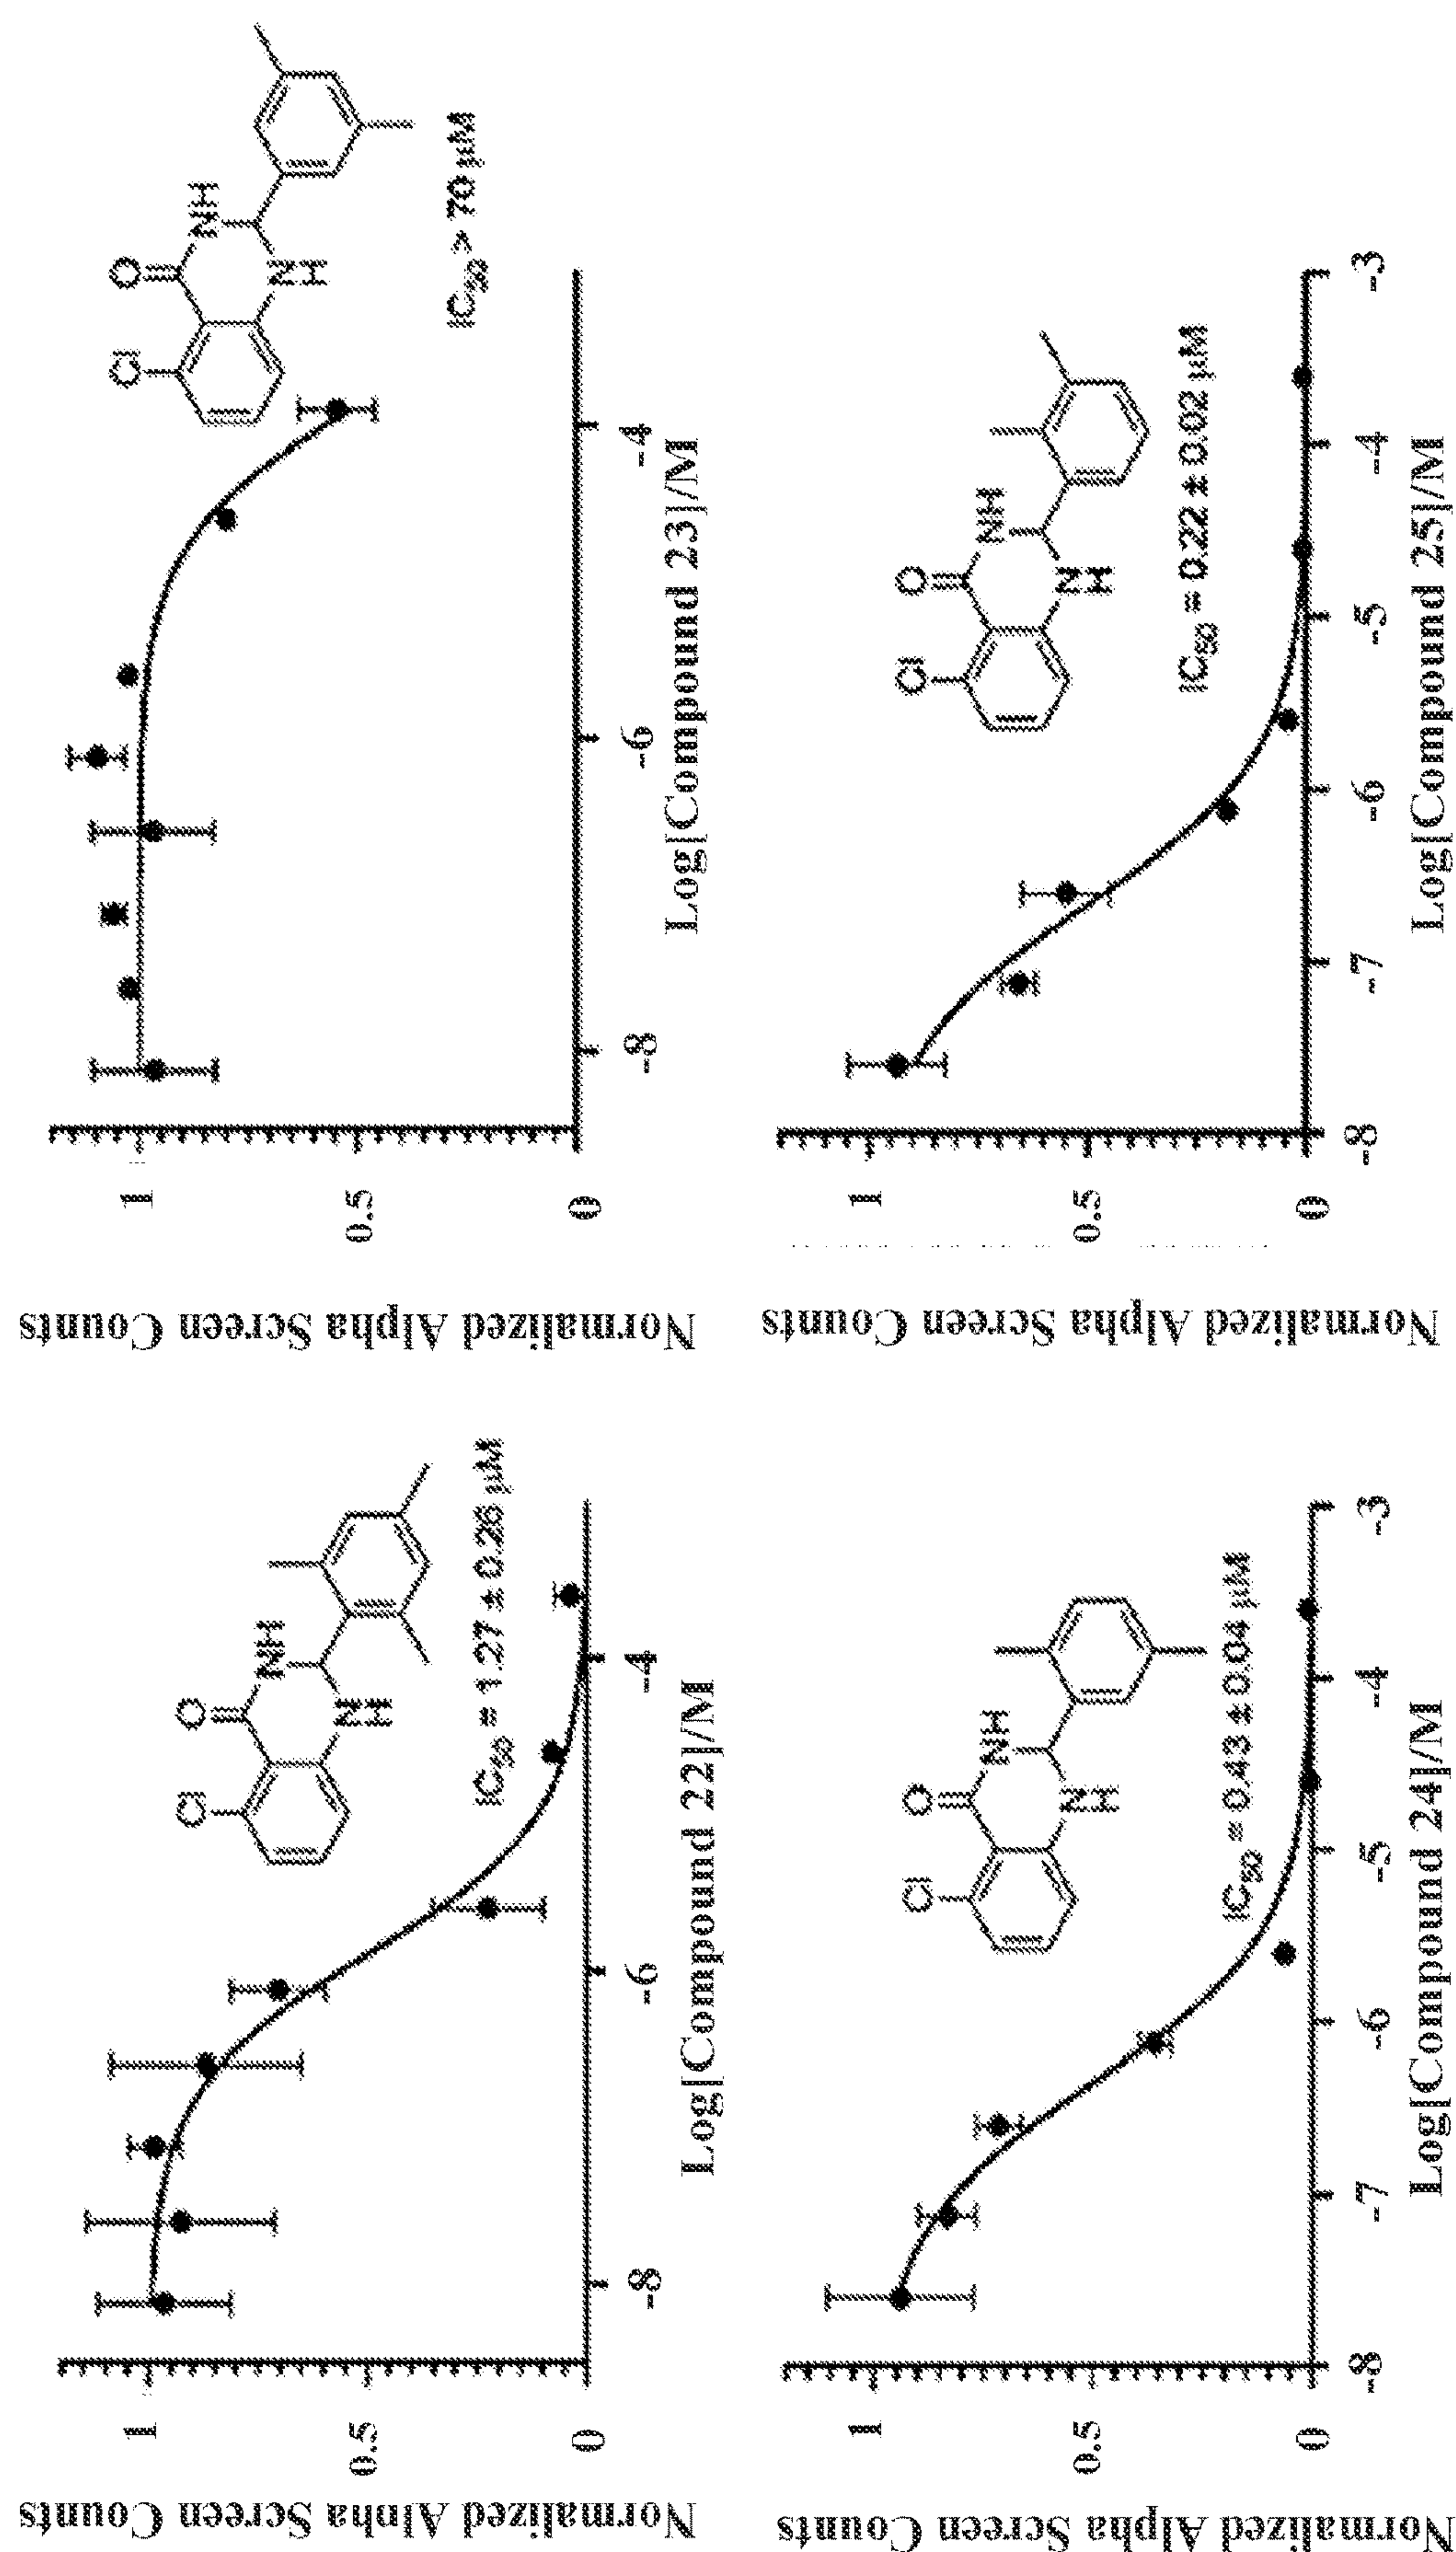 Normalized Alpha Screen Counts
1
0.5
0
-8
-6
-4
Log[Compound 22]/M
Cl
O
NH
N
H
IC50 = 1.27 ± 0.26 µM
Normalized Alpha Screen Counts
1
0.5
0
-8
-6
-4
Log[Compound 23]/M
Cl
O
NH
N
H
IC50 > 70 µM
Normalized Alpha Screen Counts
1
0.5
0
-8
-7
-6
-5
-4
-3
Log[Compound 24]/M
Cl
O
NH
N
H
IC50 = 0.43 ± 0.04 µM
Normalized Alpha Screen Counts
1
0.5
0
-8
-7
-6
-5
-4
-3
Log[Compound 25]/M
Cl
O
NH
N
H
IC50 = 0.22 ± 0.02 µM